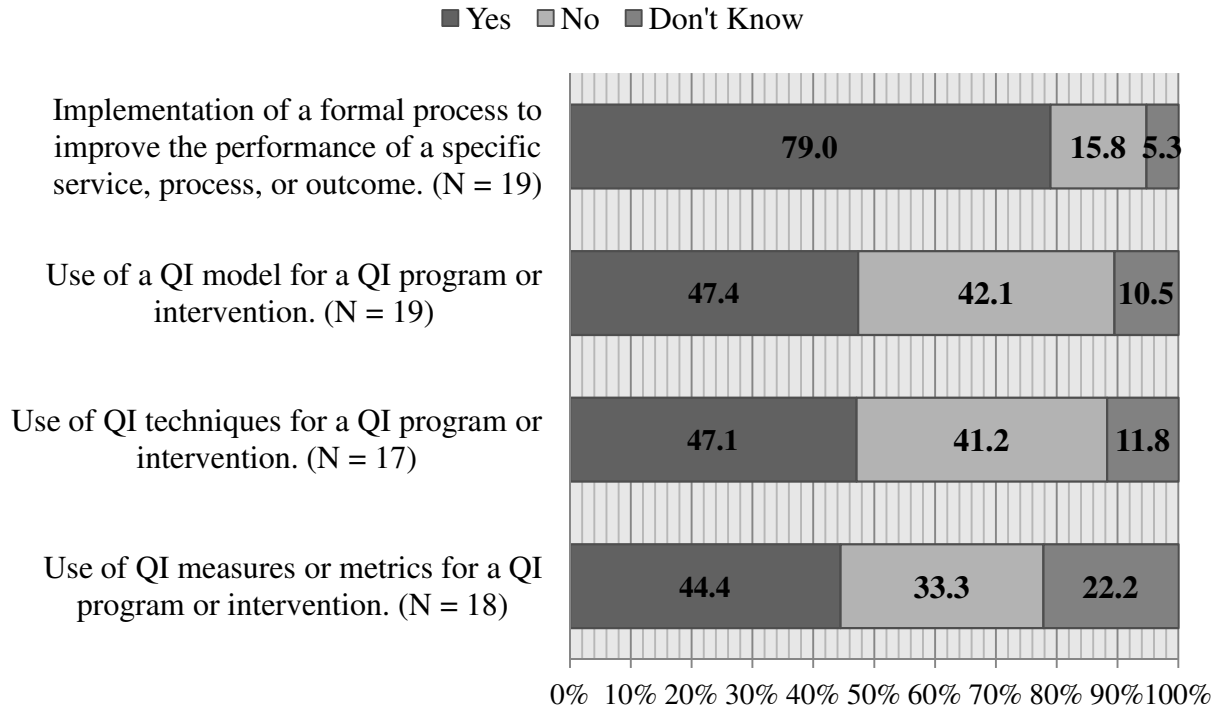 Yes No Don't Know
Implementation of a formal process to
improve the performance of a specific
service, process, or outcome. (N = 19)
79.0 15.8 5.3
Use of a QI model for a QI program or
intervention. (N = 19)
47.4 42.1 10.5
Use of QI techniques for a QI program or
intervention. (N = 17)
47.1 41.2 11.8
Use of QI measures or metrics for a QI
program or intervention. (N = 18)
44.4 33.3 22.2
0% 10% 20% 30% 40% 50% 60% 70% 80% 90% 100%